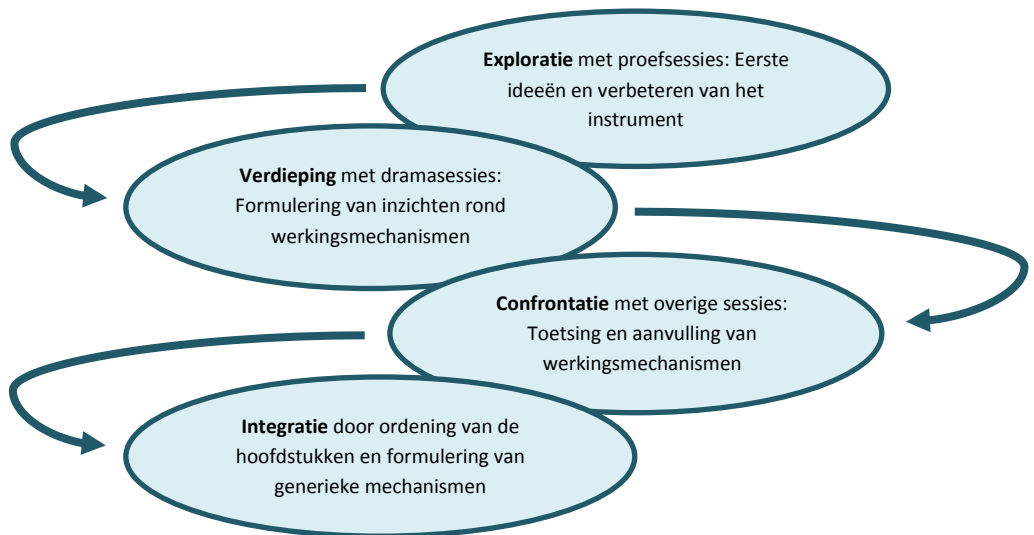 Exploratie met proefsessies: Eerste
ideeën en verbeteren van het
instrument
Verdieping met dramasessies:
Formulering van inzichten rond
werkingsmechanismen
Confrontatie met overige sessies:
Toetsing en aanvulling van
werkingsmechanismen
Integratie door ordening van de
hoofdstukken en formulering van
generieke mechanismen